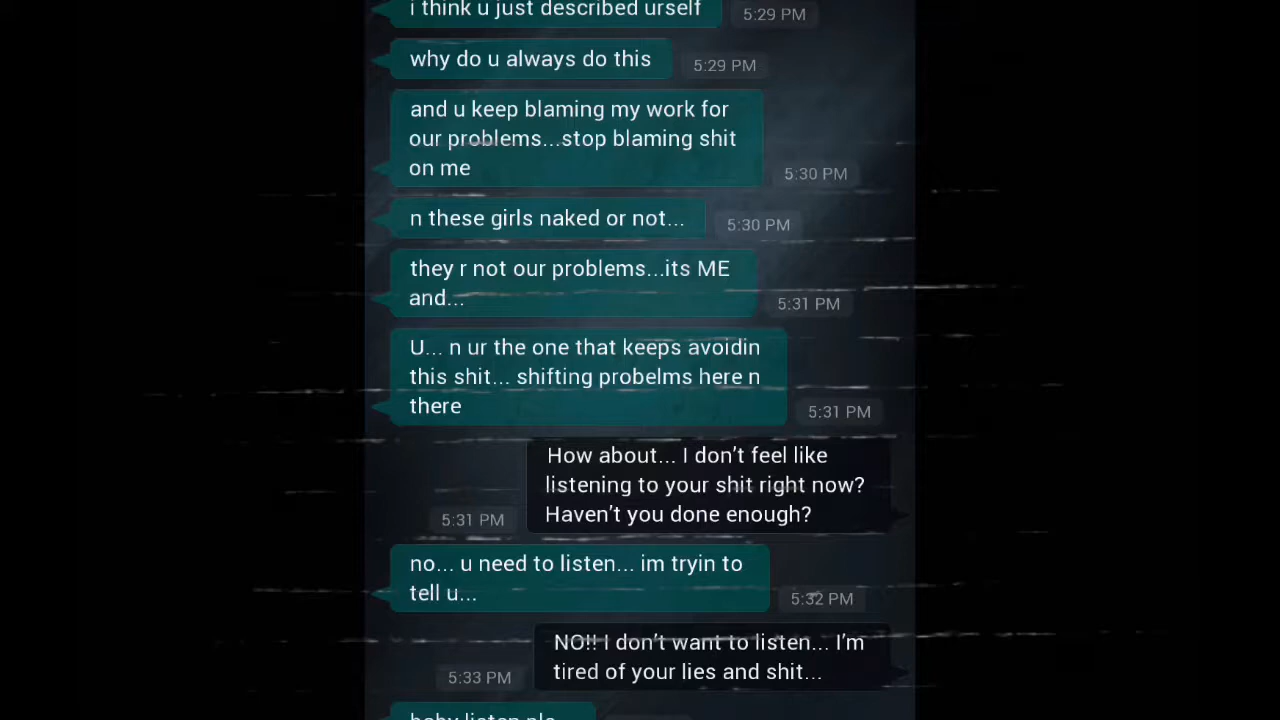 i think u just described urself
5:29 PM
why do u always do this
5:29 PM
and u keep blaming my work for
our problems...stop blaming shit
on me
5:30 PM
n these girls naked or not...
5:30 PM
they r not our problems...its ME
and...
5:31 PM
U... n ur the one that keeps avoidin
this shit... shifting probelms here n
there
5:31 PM
How about... I don’t feel like
listening to your shit right now?
Haven’t you done enough?
5:31 PM
no... u need to listen... im tryin to
tell u...
5:32 PM
NO!! I don’t want to listen... I’m
tired of your lies and shit...
5:33 PM
baby listen pls